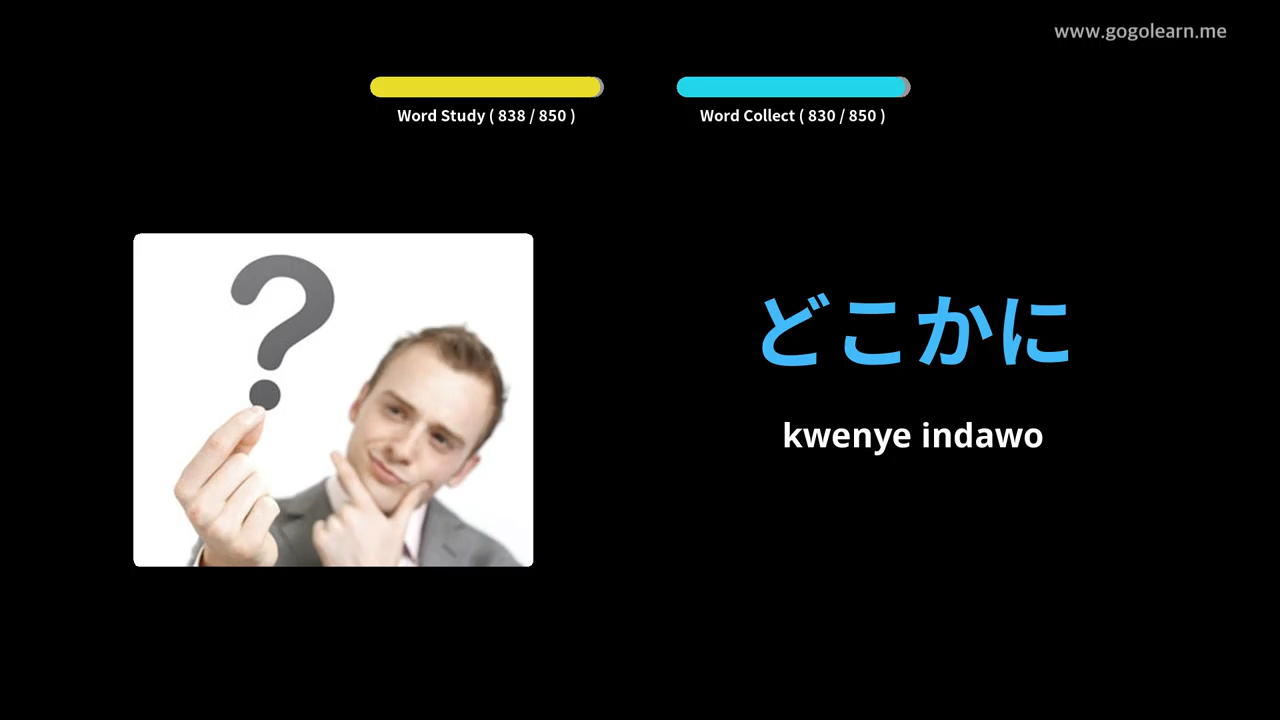 www.gogolearn.me
Word Study ( 838 / 850 )
Word Collect ( 830 / 850 )
?
どこかに
kwenye indawo